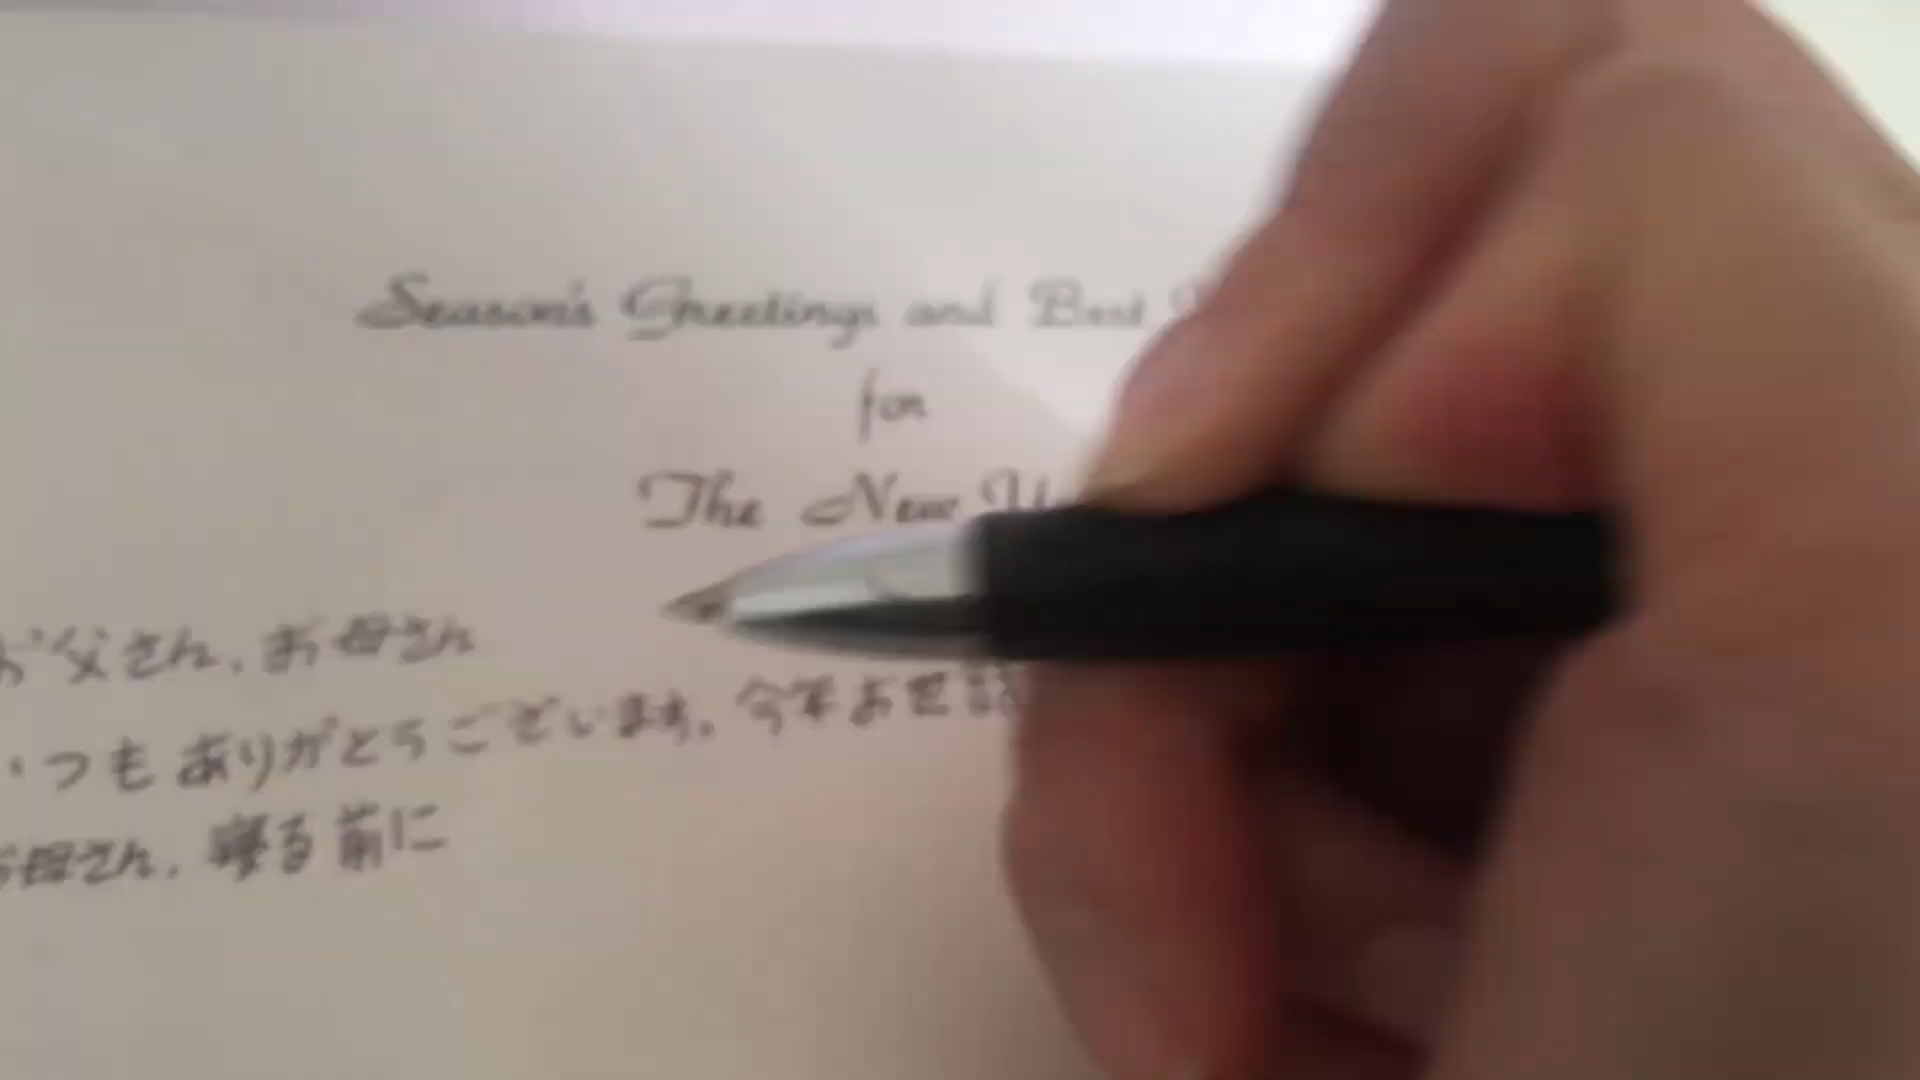 Season's Greetings and Best
for
The New
お父さん、お母さん
いつもありがとうございます。今年お世話
お母さん、寝る前に